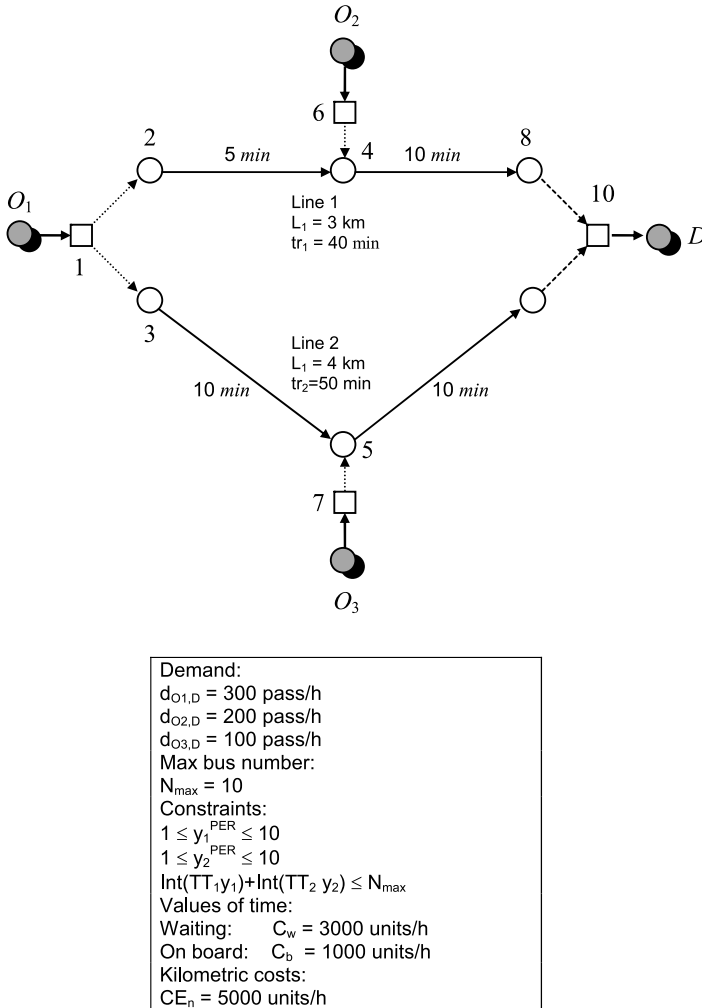 O2
6
2
4
8
5 min
10 min
O1
10
Line 1
L1 = 3 km
tr1 = 40 min
D
1
3
Line 2
L1 = 4 km
tr2=50 min
10 min
10 min
5
7
O3
Demand:
dO1,D = 300 pass/h
dO2,D = 200 pass/h
dO3,D = 100 pass/h
Max bus number:
Nmax = 10
Constraints:
1 ≤ y1^PER ≤ 10
1 ≤ y2^PER ≤ 10
Int(TT1y1)+Int(TT2 y2) ≤ Nmax
Values of time:
Waiting: Cw = 3000 units/h
On board: Cb = 1000 units/h
Kilometric costs:
CEn = 5000 units/h